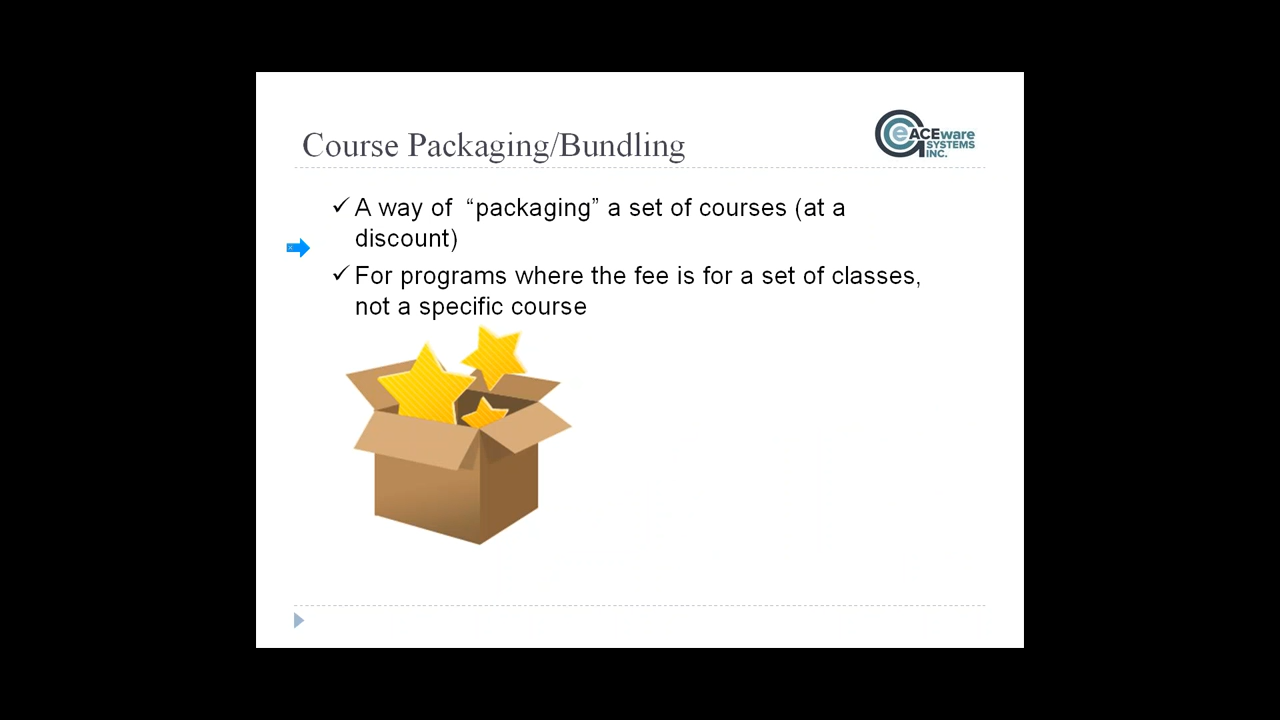 Course Packaging/Bundling
e ACEware
SYSTEMS
INC.
✓ A way of “packaging” a set of courses (at a
discount)
✓ For programs where the fee is for a set of classes,
not a specific course